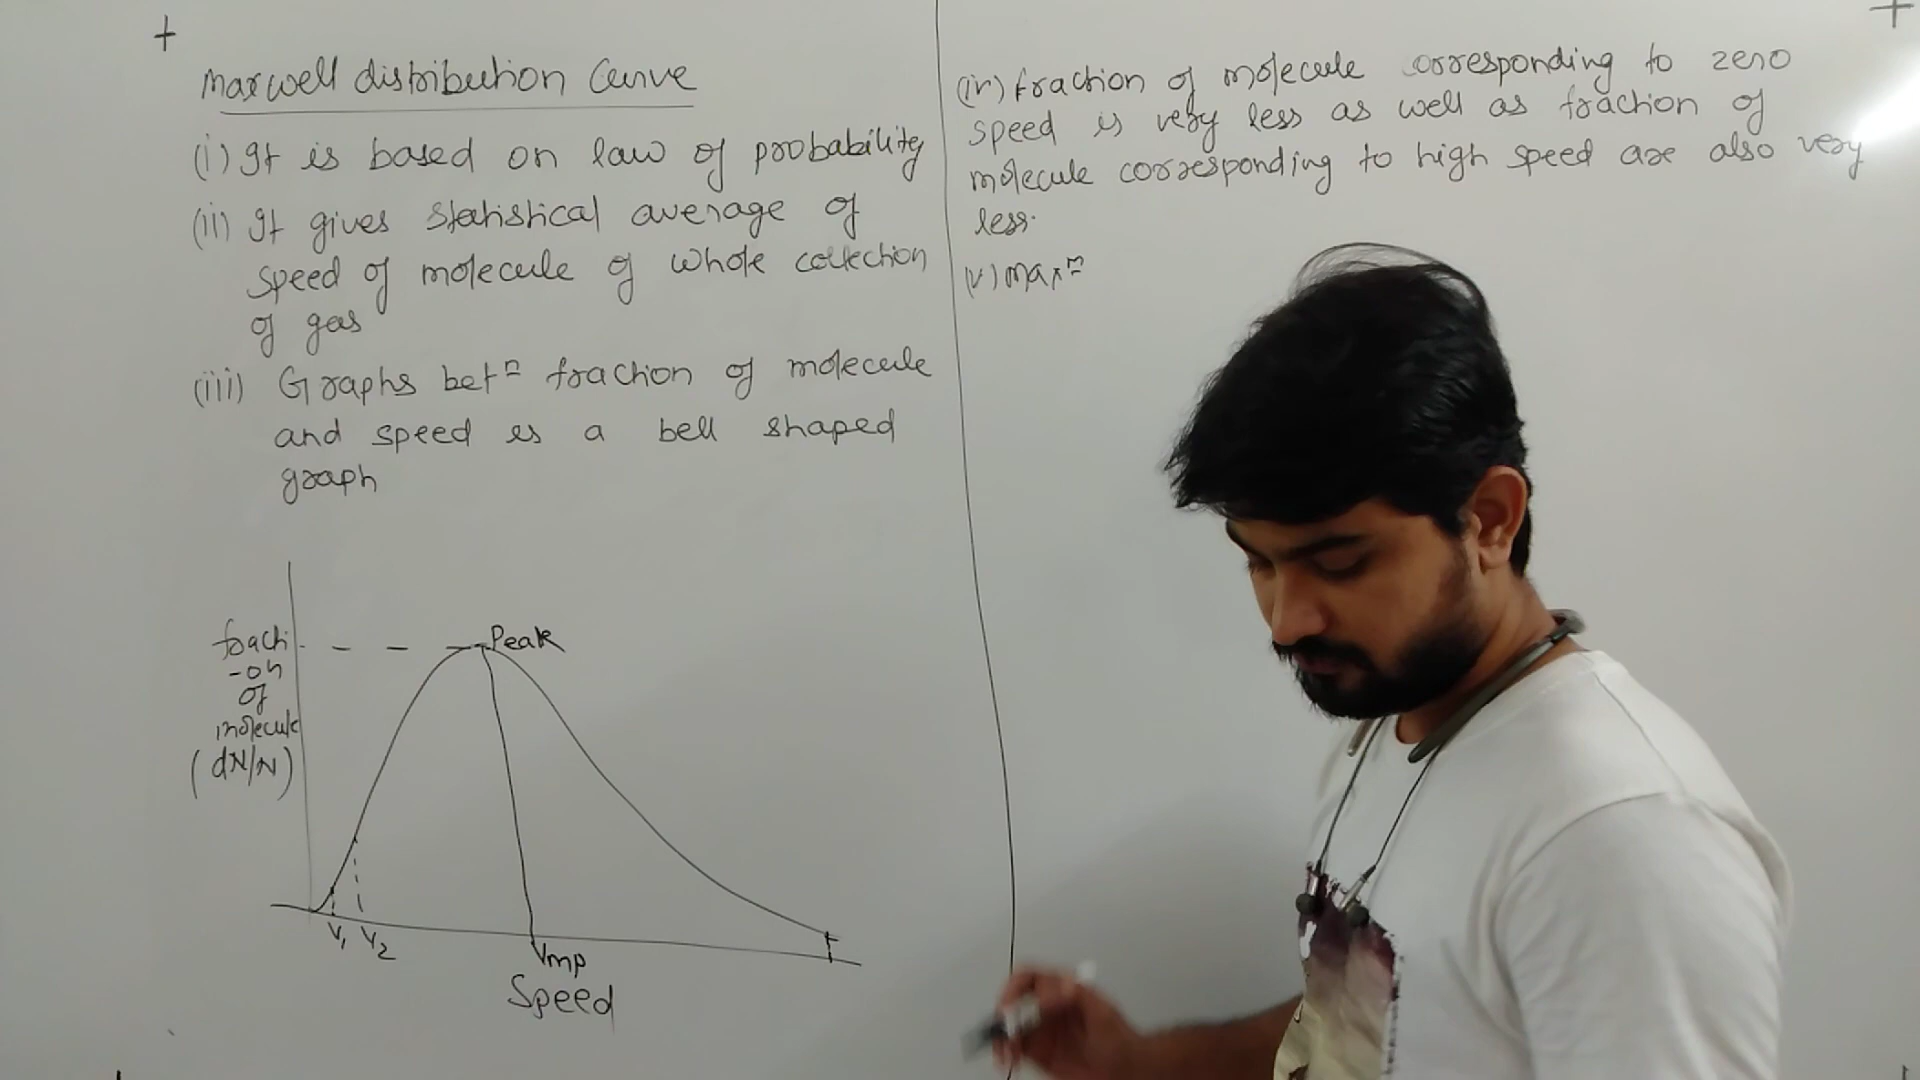 Maxwell distribution Curve
(i) It is based on law of probability
(ii) It gives statistical average of
speed of molecule of whole collection
of gas
(iii) Graphs betⁿ fraction of molecule
and speed is a bell shaped
graph
fracti
-on
of
molecule
(dN/N)
Peak
V₁ V₂
Vmp
Speed
(iv) fraction of molecule corresponding to zero
speed is very less as well as fraction of
molecule corresponding to high speed are also very
less.
(v) maxᵐ